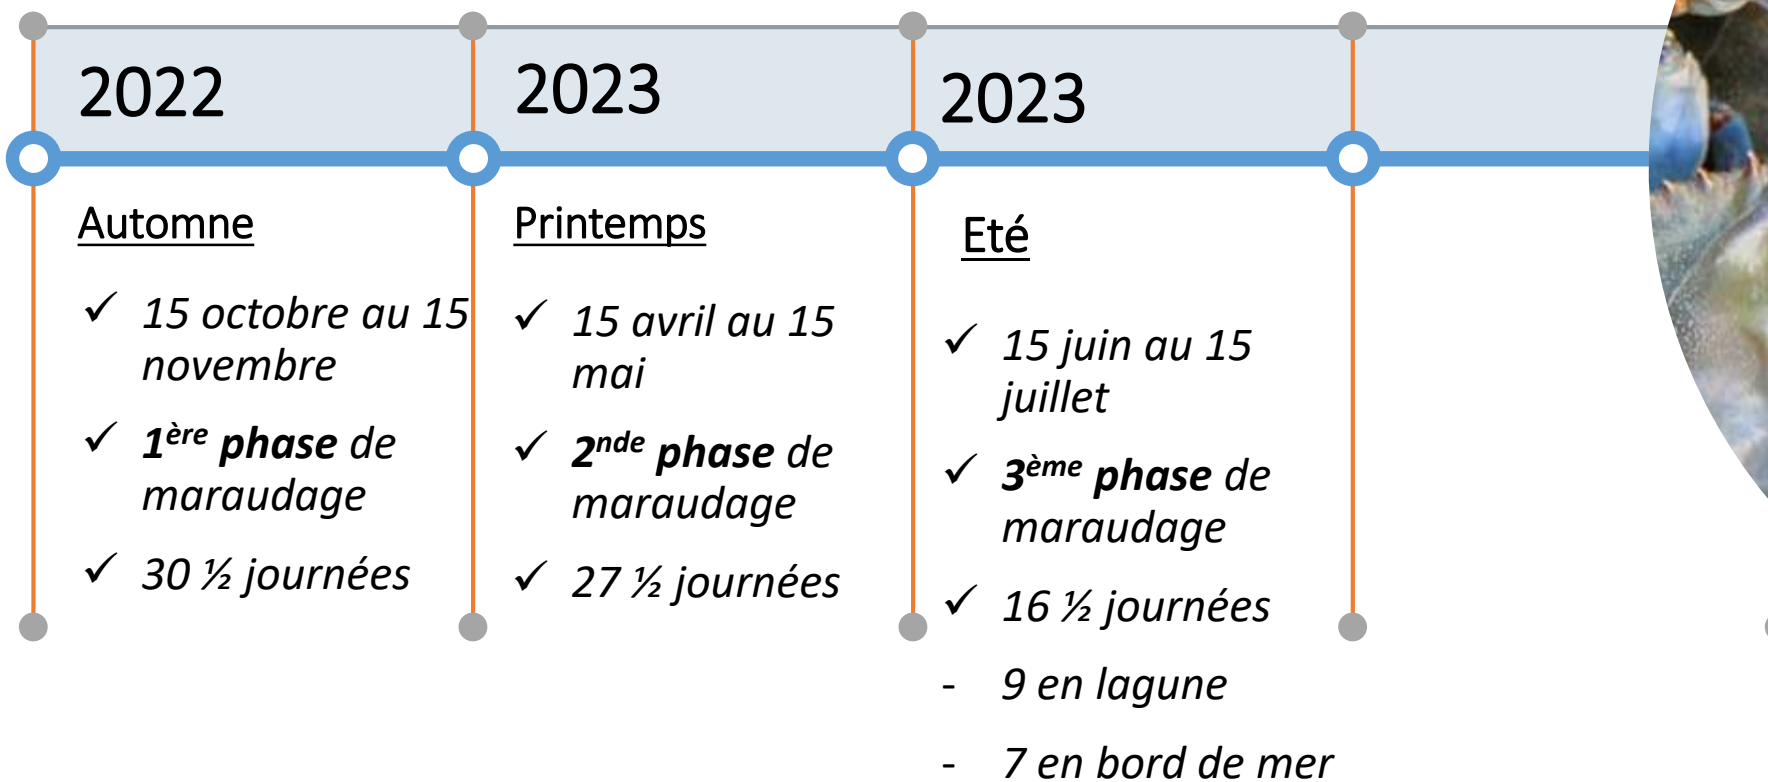 2022
Automne
✓ 15 octobre au 15
novembre
✓ 1ère phase de
maraudage
✓ 30 ½ journées
2023
Printemps
✓ 15 avril au 15
mai
✓ 2nde phase de
maraudage
✓ 27 ½ journées
2023
Eté
✓ 15 juin au 15
juillet
✓ 3ème phase de
maraudage
✓ 16 ½ journées
- 9 en lagune
- 7 en bord de mer